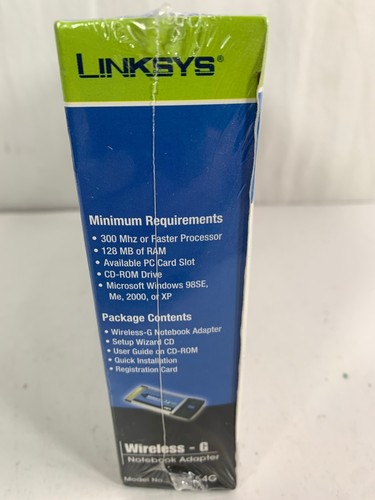 LINKSYS®
Minimum Requirements
• 300 Mhz or Faster Processor
• 128 MB of RAM
• Available PC Card Slot
• CD-ROM Drive
• Microsoft Windows 98SE,
Me, 2000, or XP
Package Contents
• Wireless-G Notebook Adapter
• Setup Wizard CD
• User Guide on CD-ROM
• Quick Installation
• Registration Card
Wireless - G
Notebook Adapter
Model No.